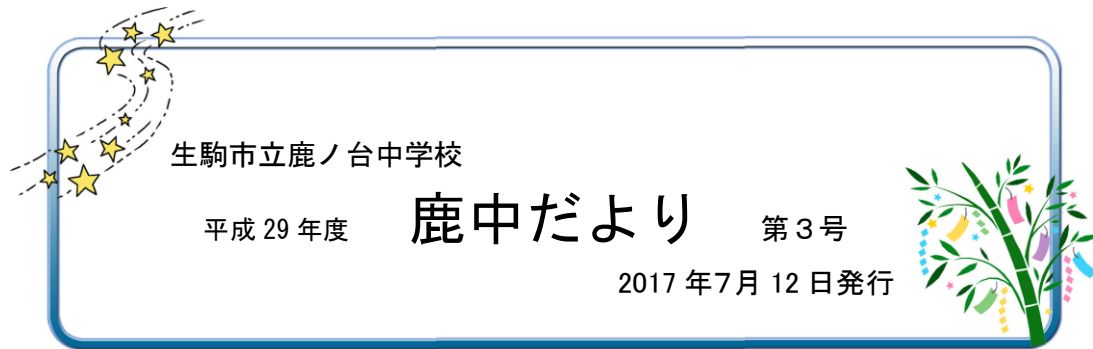 生駒市立鹿ノ台中学校
平成 29 年度 鹿中だより 第３号
2017 年７月 12 日発行